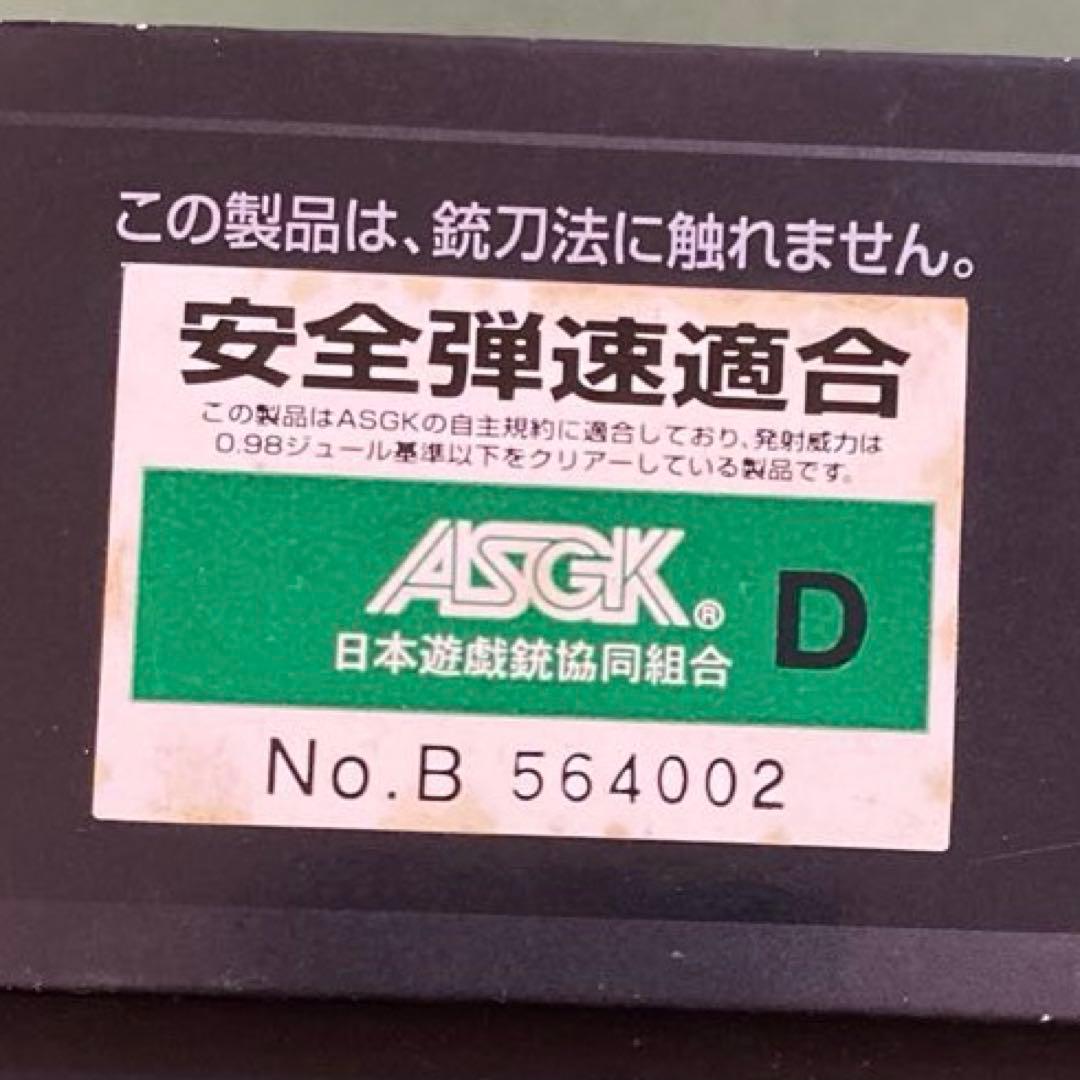 この製品は、銃刀法に触れません。
安全弾速適合
この製品はASGKの自主規約に適合しており、発射威力は
0.98ジュール基準以下をクリアーしている製品です。
ASGK®
D
日本遊戯銃協同組合
No.B 564002